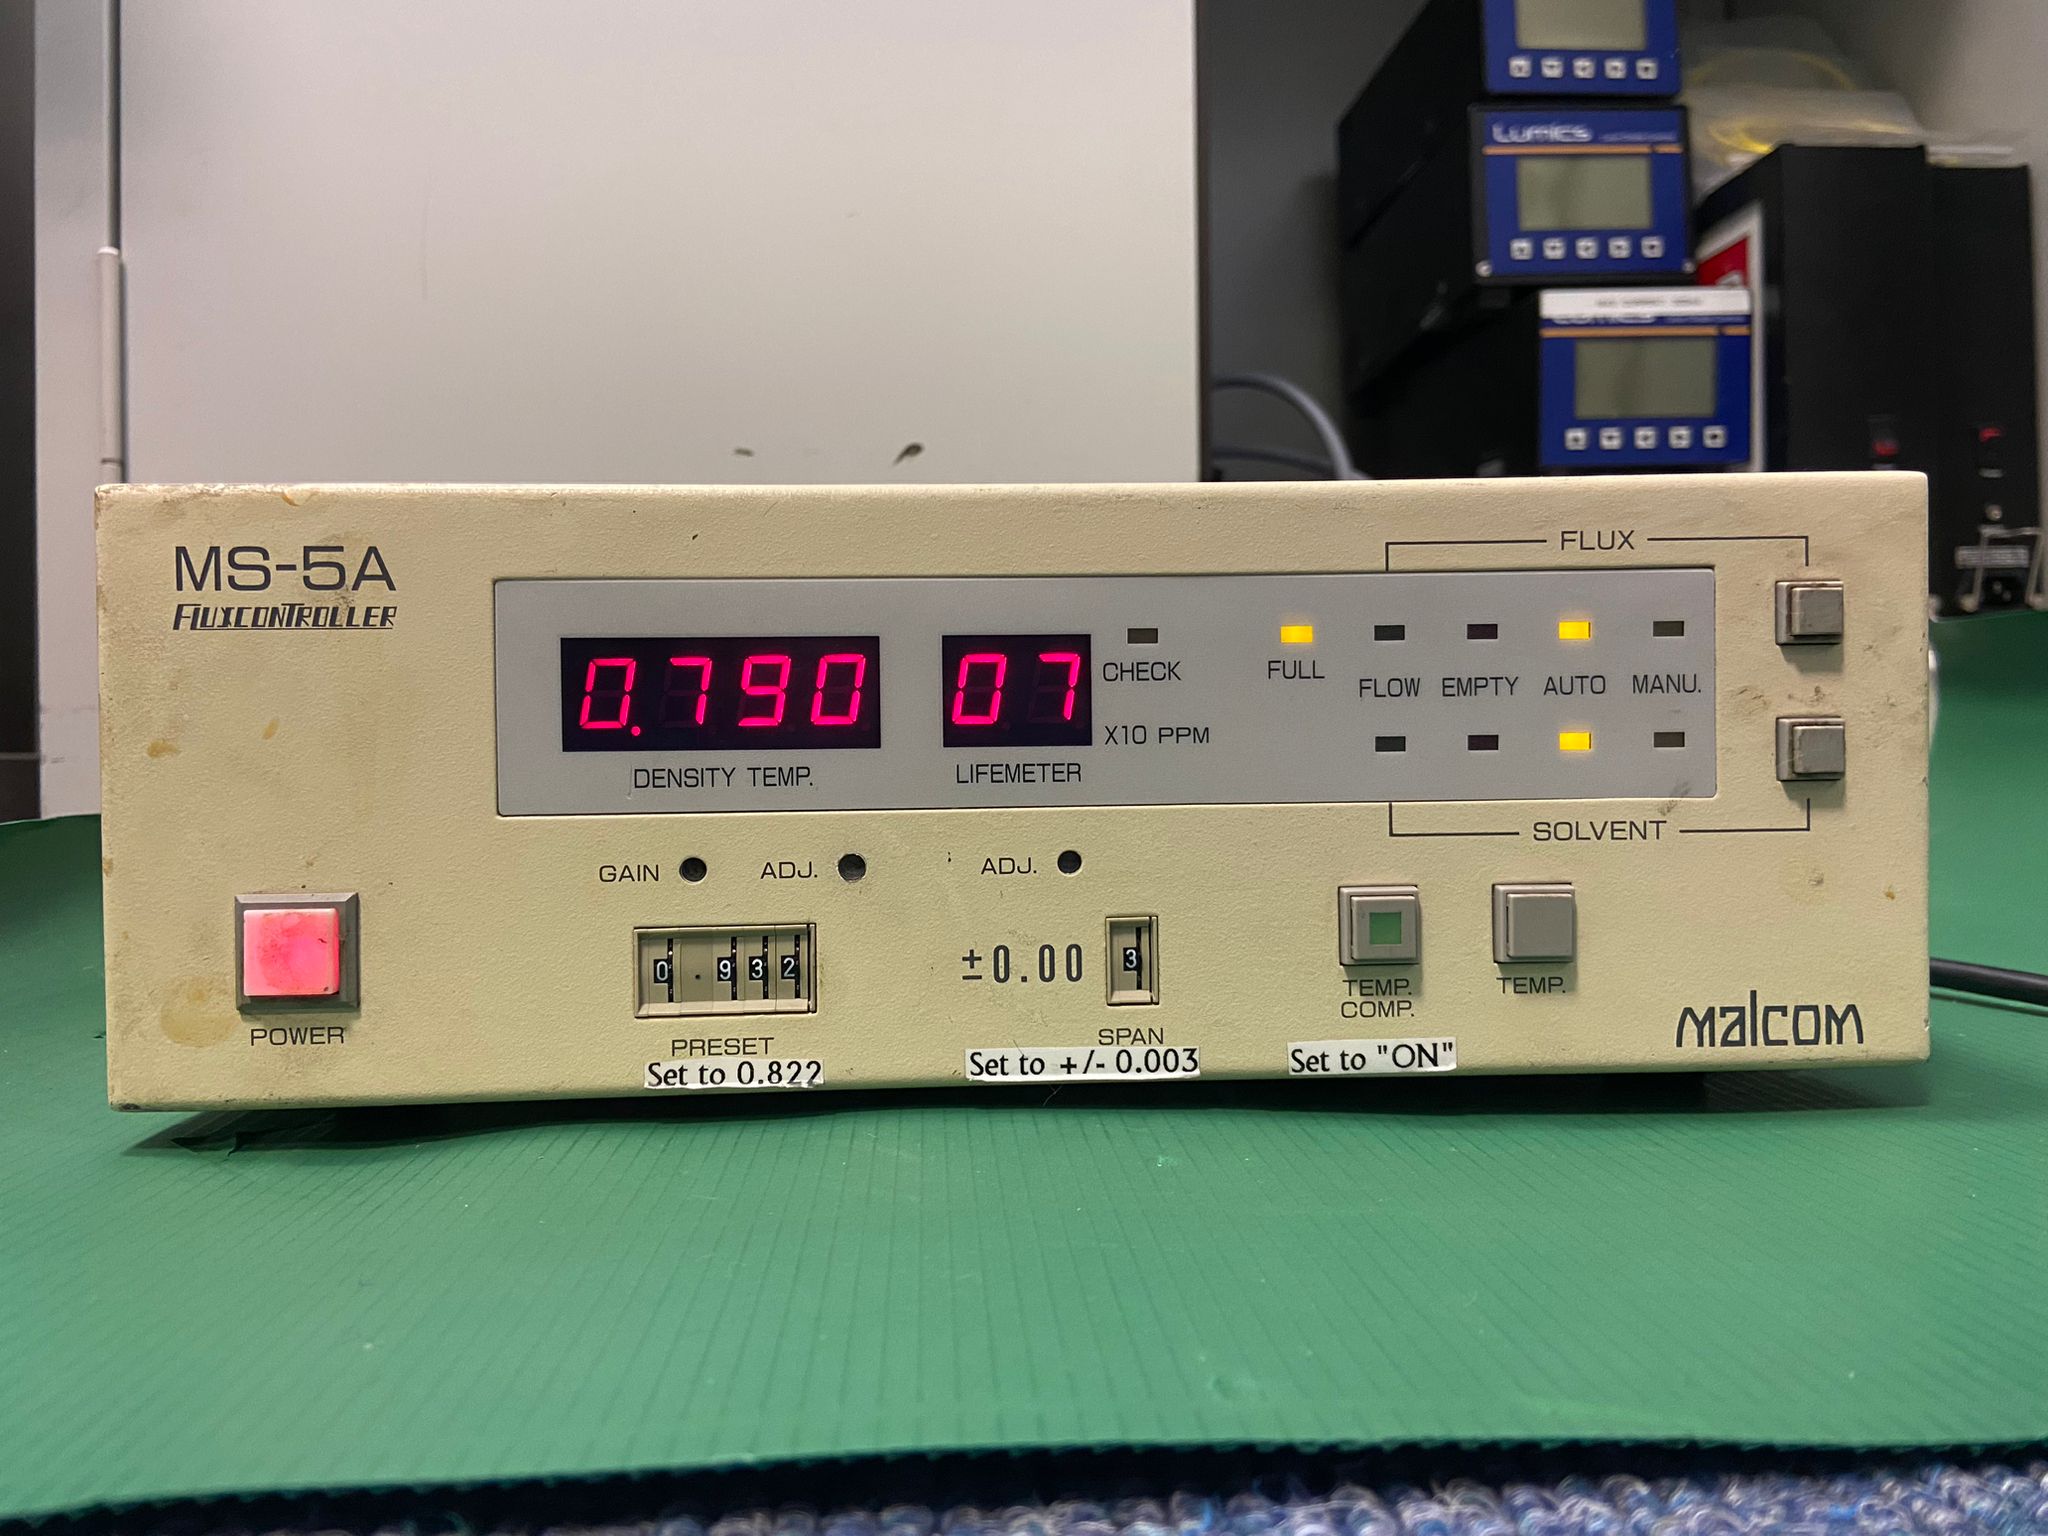 Lumics
MS-5A
FLUXCONTROLLER
FLUX
0.790
07
CHECK
X10 PPM
FULL
FLOW EMPTY AUTO MANU.
DENSITY TEMP.
LIFEMETER
SOLVENT
GAIN
ADJ.
ADJ.
0.932
±0.00
3
POWER
PRESET
SPAN
TEMP.
COMP.
TEMP.
Set to 0.822
Set to +/- 0.003
Set to "ON"
malcom